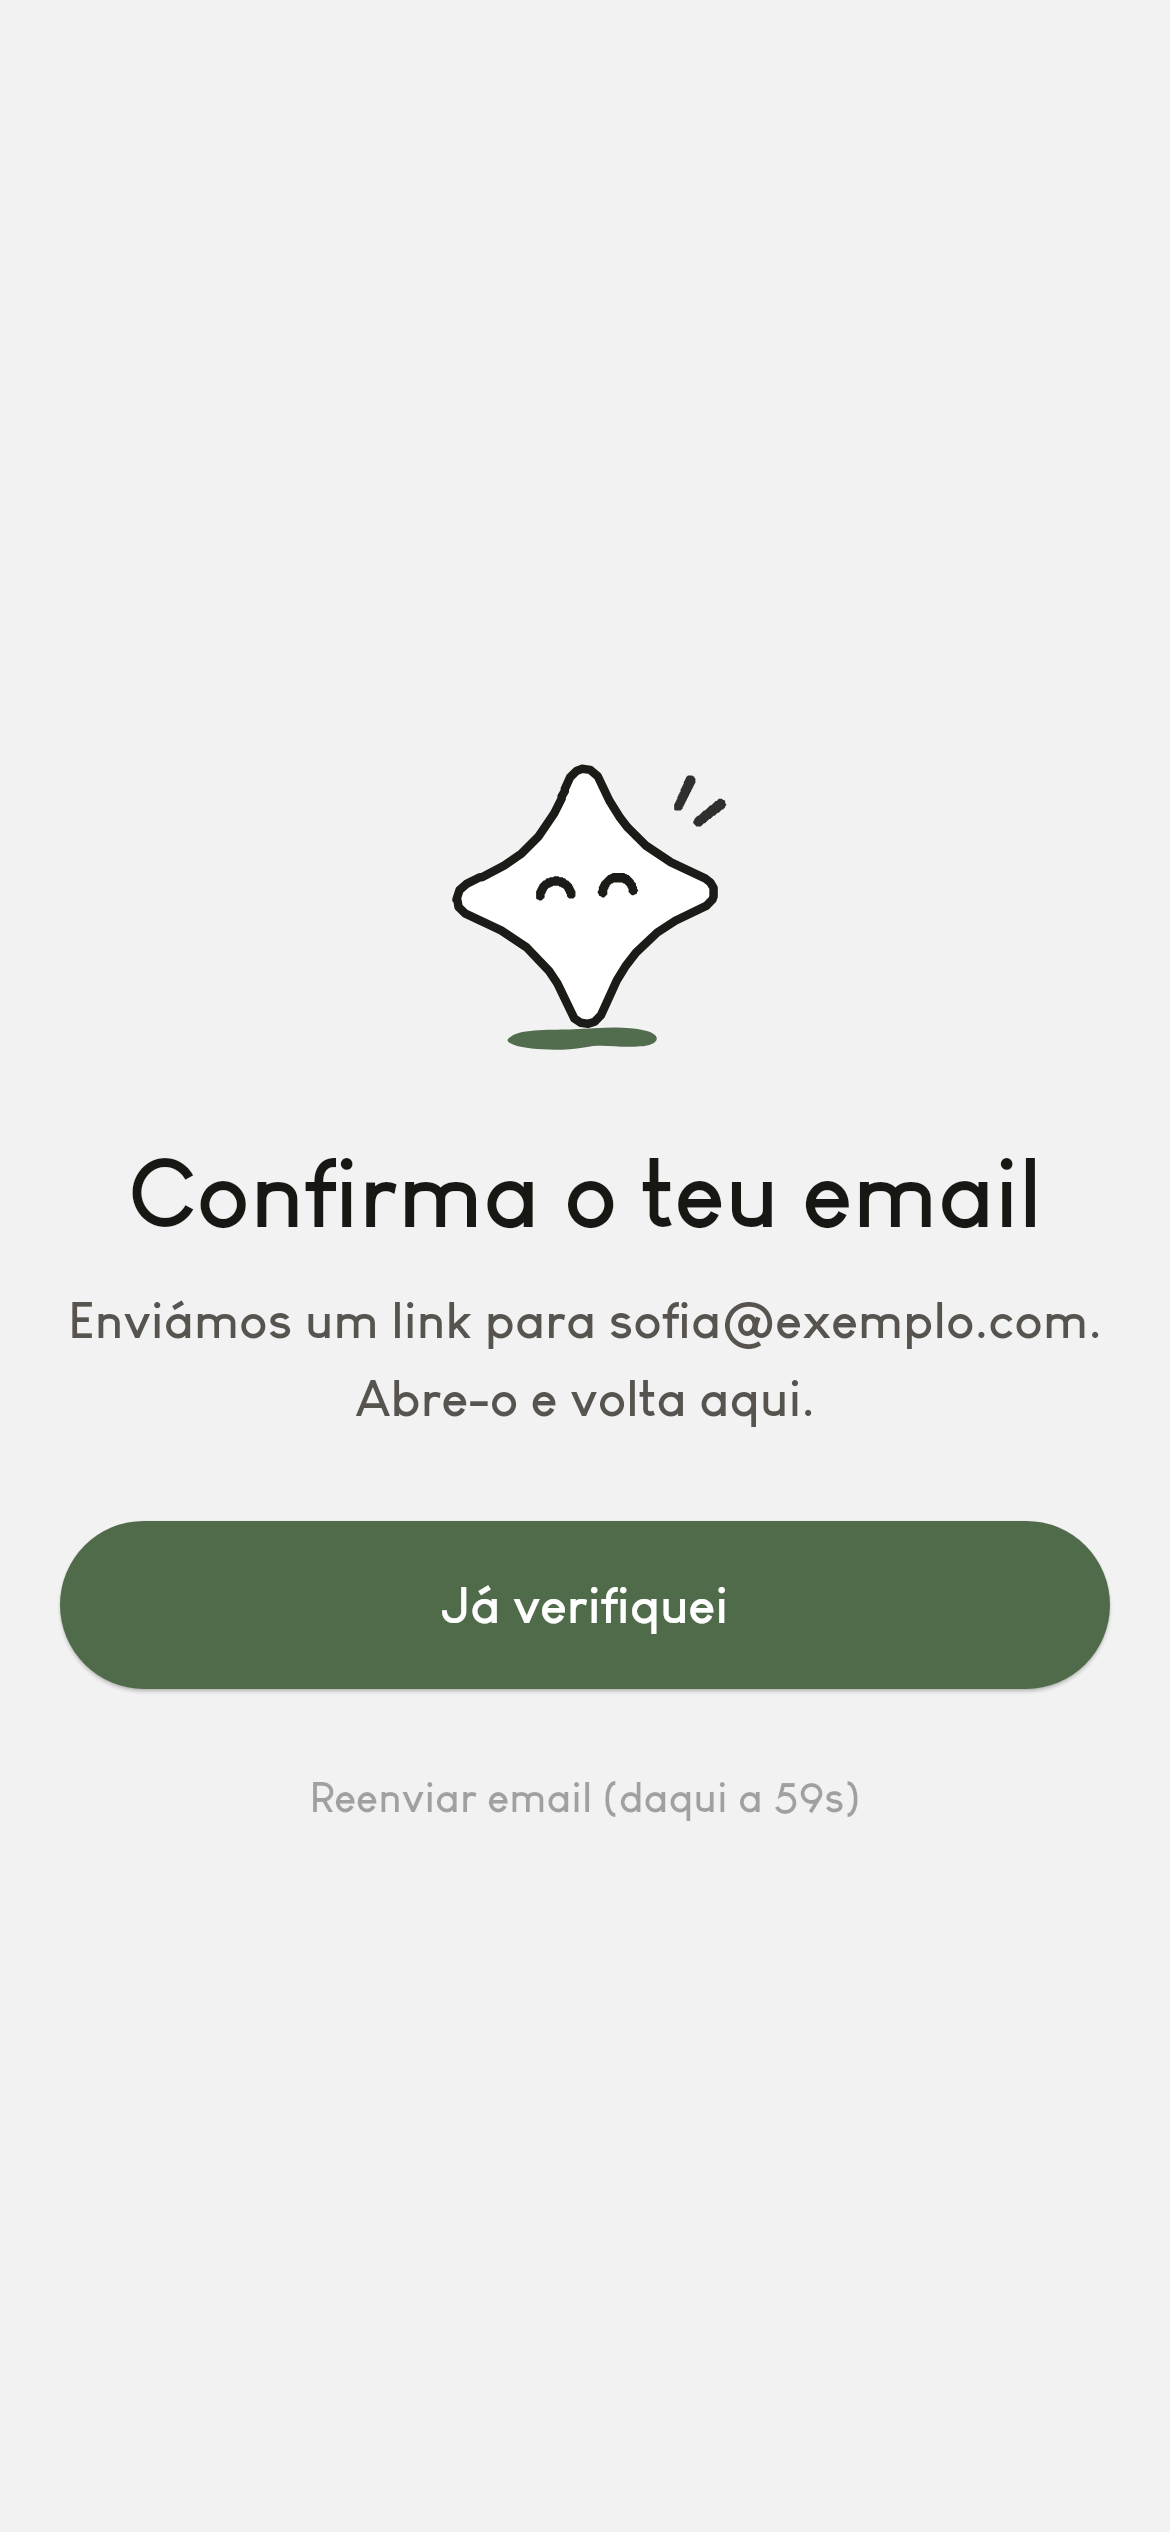 Confirma o teu email
Enviámos um link para sofia@exemplo.com.
Abre-o e volta aqui.
Já verifiquei
Reenviar email (daqui a 59s)